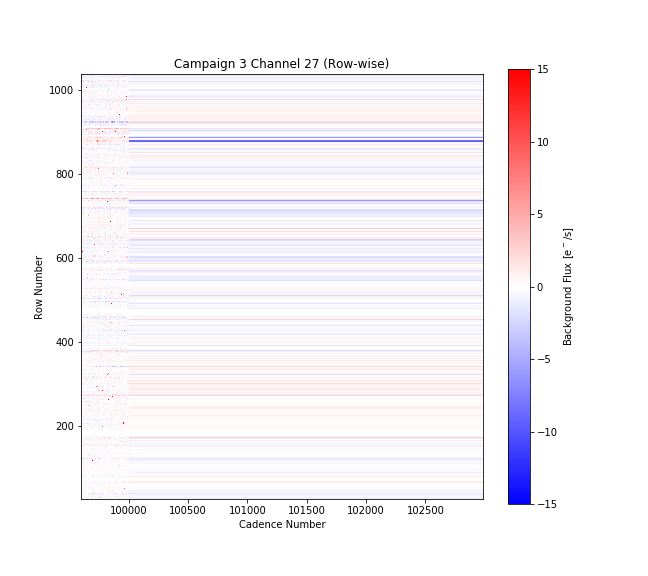 Campaign 3 Channel 27 (Row-wise)
1000
800
600
400
200
Row Number
100000 100500 101000 101500 102000 102500
Cadence Number
15
10
5
0
−5
−10
−15
Background Flux [e⁻/s]